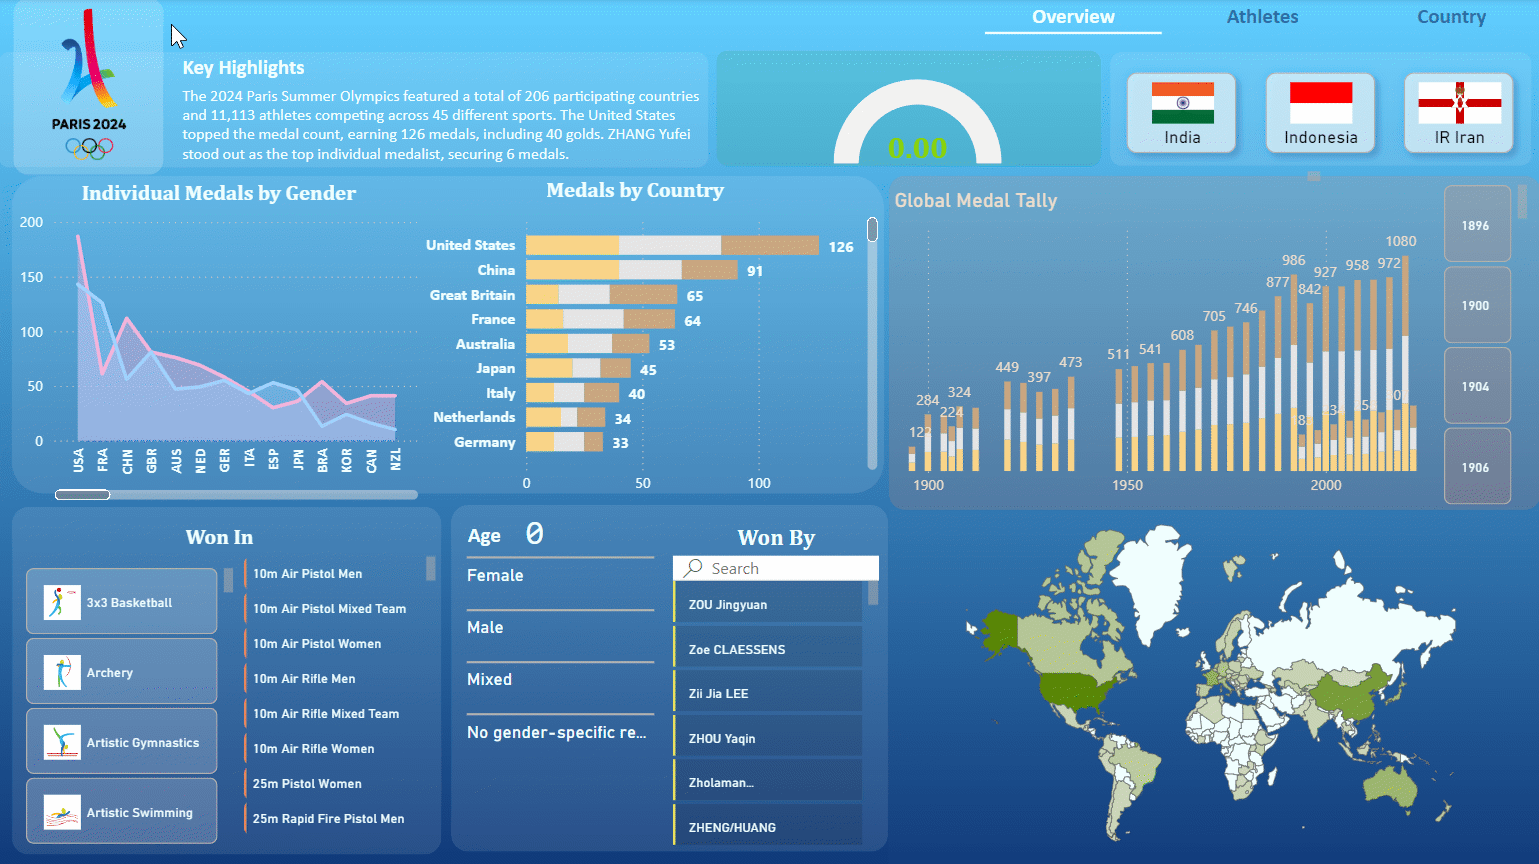 Overview
Athletes
Country
PARIS 2024
Key Highlights
The 2024 Paris Summer Olympics featured a total of 206 participating countries
and 11,113 athletes competing across 45 different sports. The United States
topped the medal count, earning 126 medals, including 40 golds. ZHANG Yufei
stood out as the top individual medalist, securing 6 medals.
0.00
India
Indonesia
IR Iran
Individual Medals by Gender
200
150
100
50
0
USA
FRA
CHN
GBR
AUS
NED
GER
ITA
ESP
JPN
BRA
KOR
CAN
NZL
Medals by Country
United States 126
China 91
Great Britain 65
France 64
Australia 53
Japan 45
Italy 40
Netherlands 34
Germany 33
0 50 100
Global Medal Tally
284
224
324
449
397
473
511
541
608
705
746
877
986
842
927
958
972
1080
1900 1950 2000
1896
1900
1904
1906
Won In
3x3 Basketball
Archery
Artistic Gymnastics
Artistic Swimming
10m Air Pistol Men
10m Air Pistol Mixed Team
10m Air Pistol Women
10m Air Rifle Men
10m Air Rifle Mixed Team
10m Air Rifle Women
25m Pistol Women
25m Rapid Fire Pistol Men
Age 0
Female
Male
Mixed
No gender-specific re...
Won By
Search
ZOU Jingyuan
Zoe CLAESSENS
Zii Jia LEE
ZHOU Yaqin
Zholaman...
ZHENG/HUANG